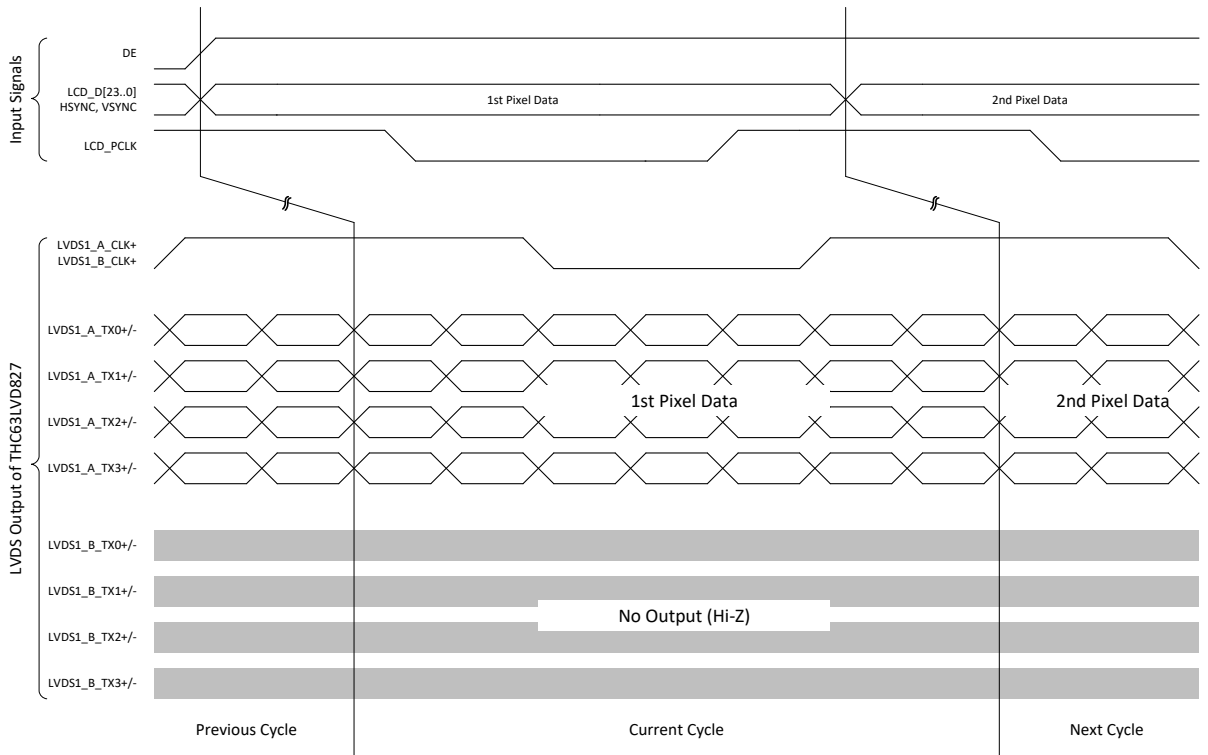 Input Signals
DE
LCD_D[23..0]
HSYNC, VSYNC
1st Pixel Data
2nd Pixel Data
LCD_PCLK
LVDS Output of THC63LVD827
LVDS1_A_CLK+
LVDS1_B_CLK+
LVDS1_A_TX0+/-
LVDS1_A_TX1+/-
1st Pixel Data
2nd Pixel Data
LVDS1_A_TX2+/-
LVDS1_A_TX3+/-
LVDS1_B_TX0+/-
LVDS1_B_TX1+/-
No Output (Hi-Z)
LVDS1_B_TX2+/-
LVDS1_B_TX3+/-
Previous Cycle
Current Cycle
Next Cycle